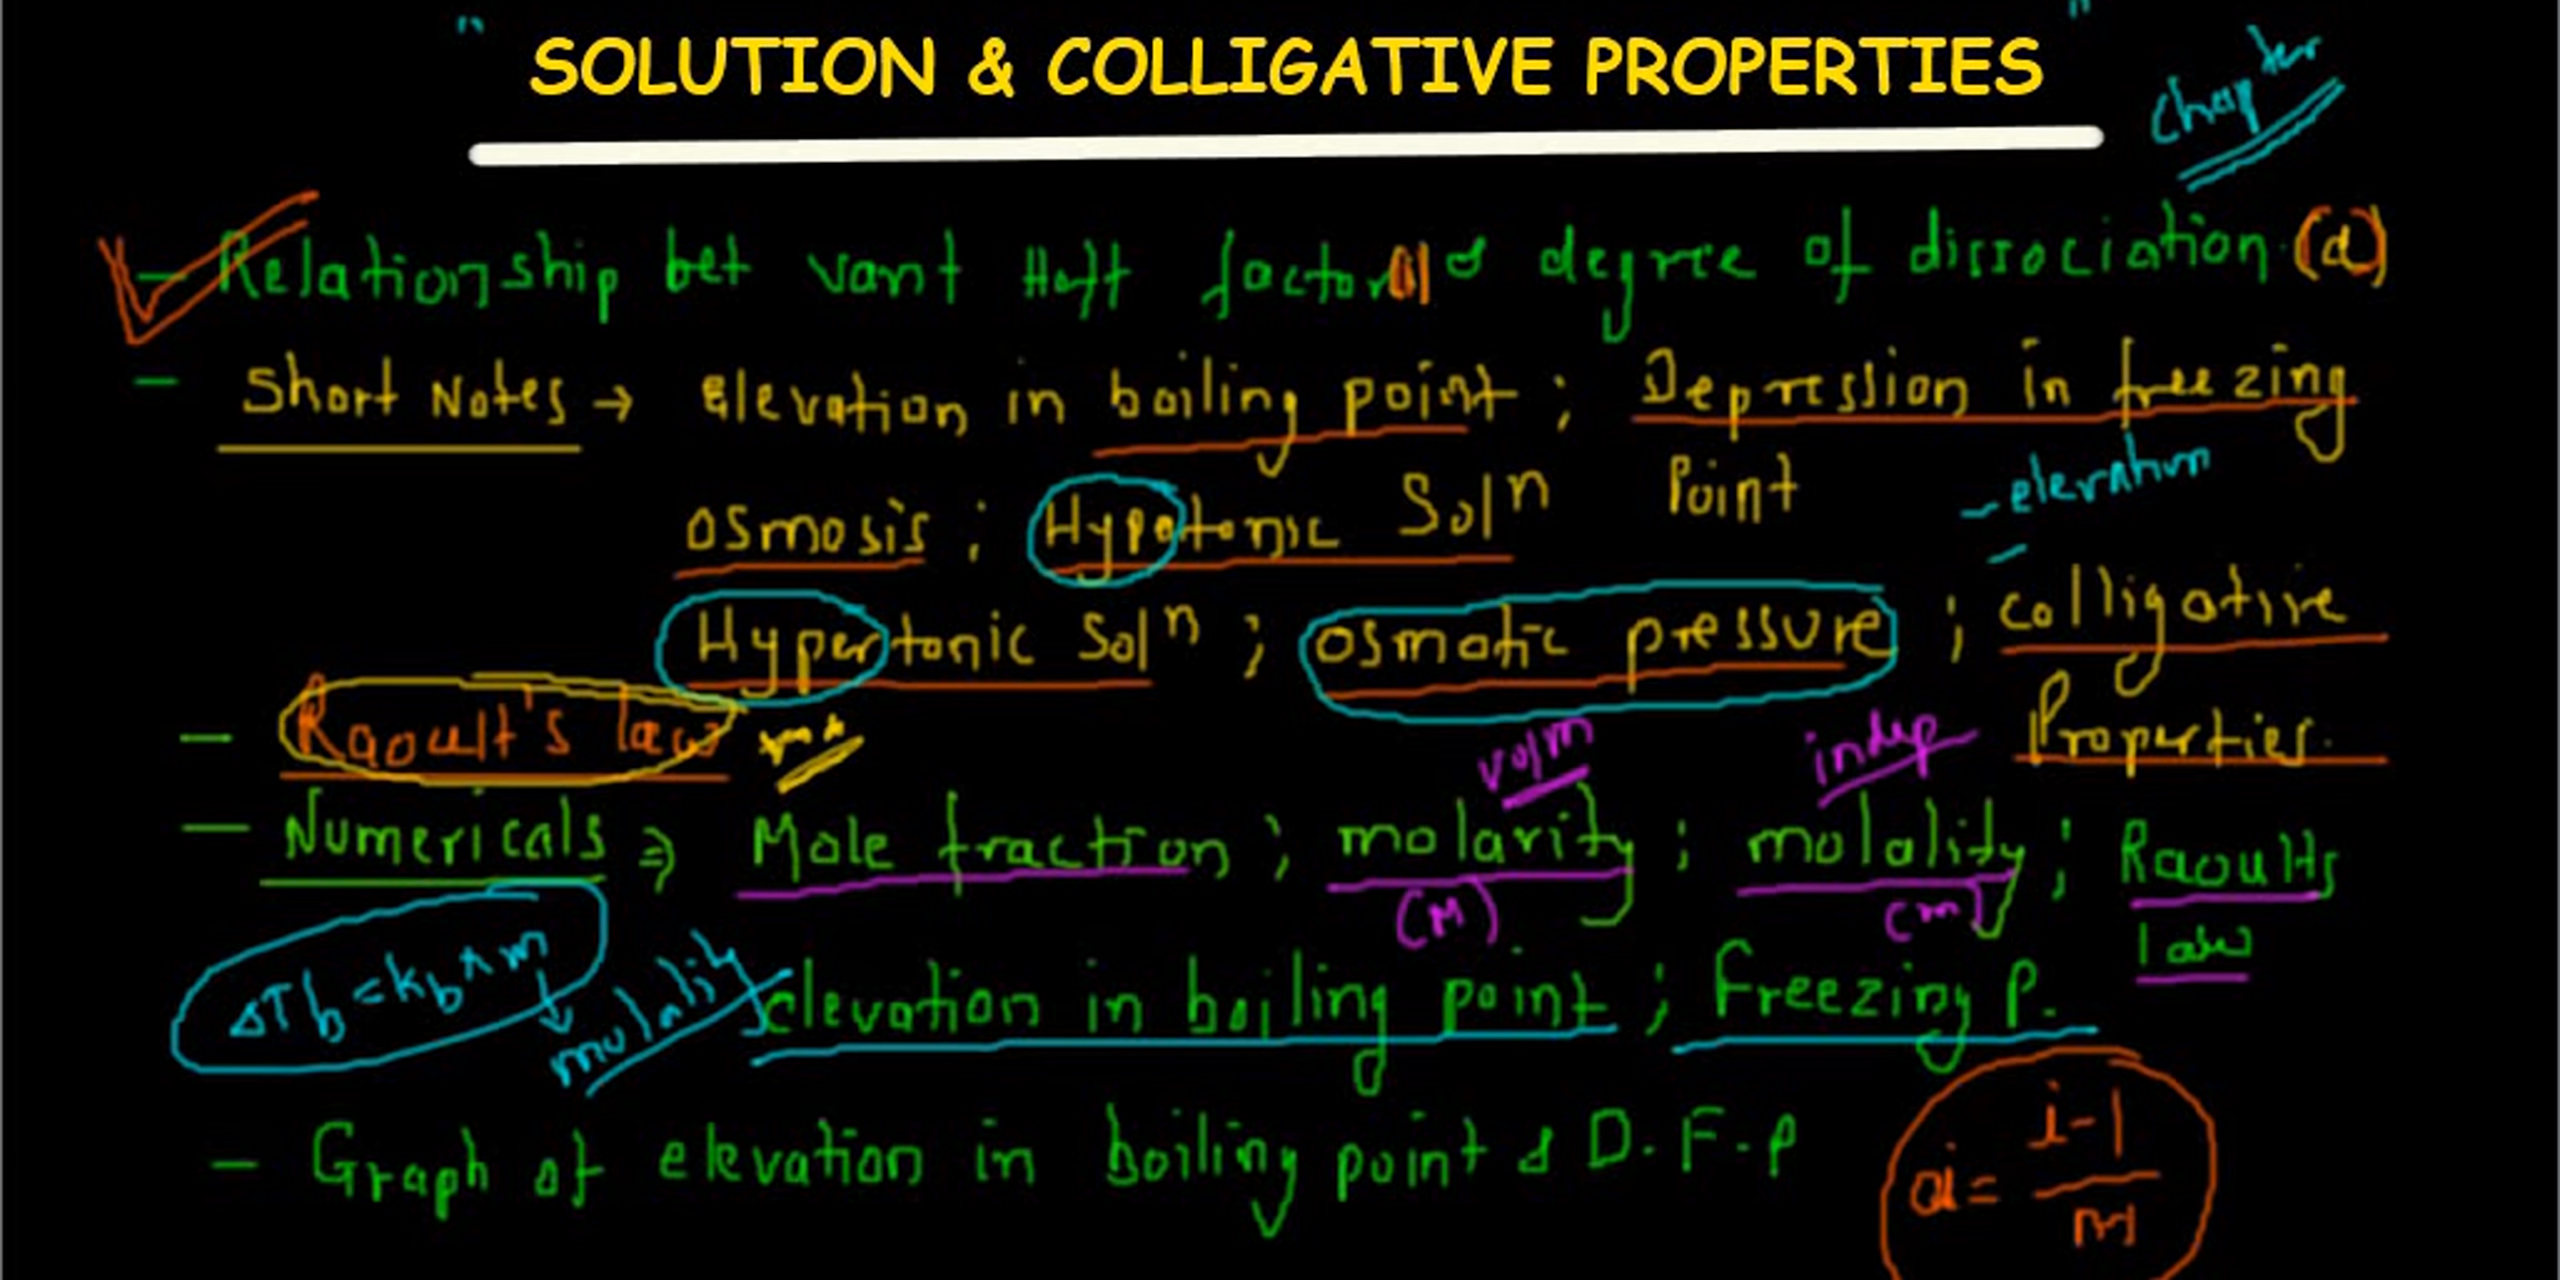 " SOLUTION & COLLIGATIVE PROPERTIES "
Chapter
- Relationship bet vant Hoff factor (i) & degree of dissociation. (α)
- Short Notes → Elevation in boiling point ; Depression in freezing
Point
- elevation
-
osmosis ; Hypotonic Solⁿ
Hypertonic Solⁿ ; osmotic pressure ; colligative
Properties.
- Raoult's law
volm
indep
- Numericals ⇒ Mole fraction ; molarity ; molality ; Raoults
(M) (m) law
ΔTb = kb × m
↓
molality
elevation in boiling point ; Freezing P.
- Graph of elevation in boiling point & D.F.P
i-1